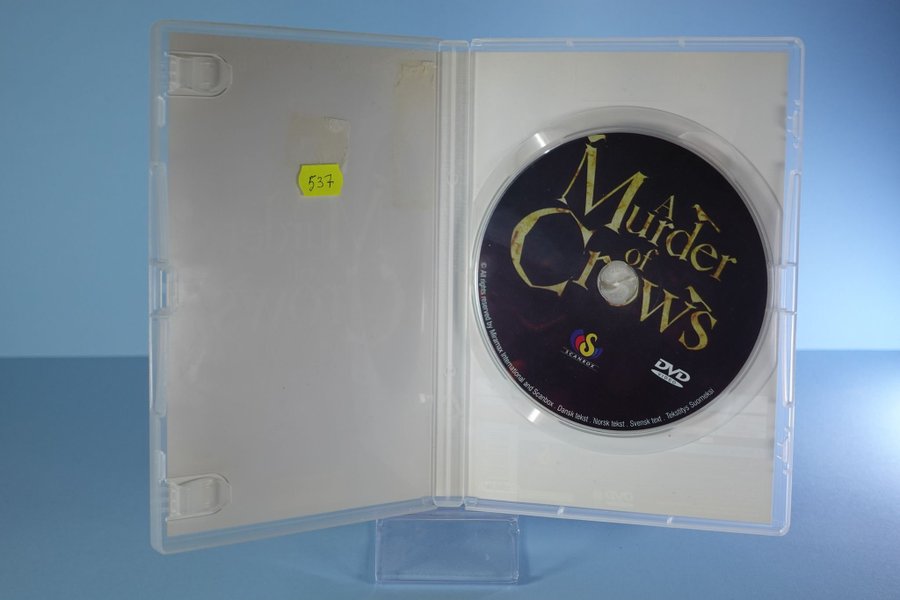 537
A
Murder
of
Crows
SCANBOX
DVD
VIDEO
© All rights reserved by Miramax International and Scanbox . Dansk tekst . Norsk tekst . Svensk text . Tekstitys Suomeksi